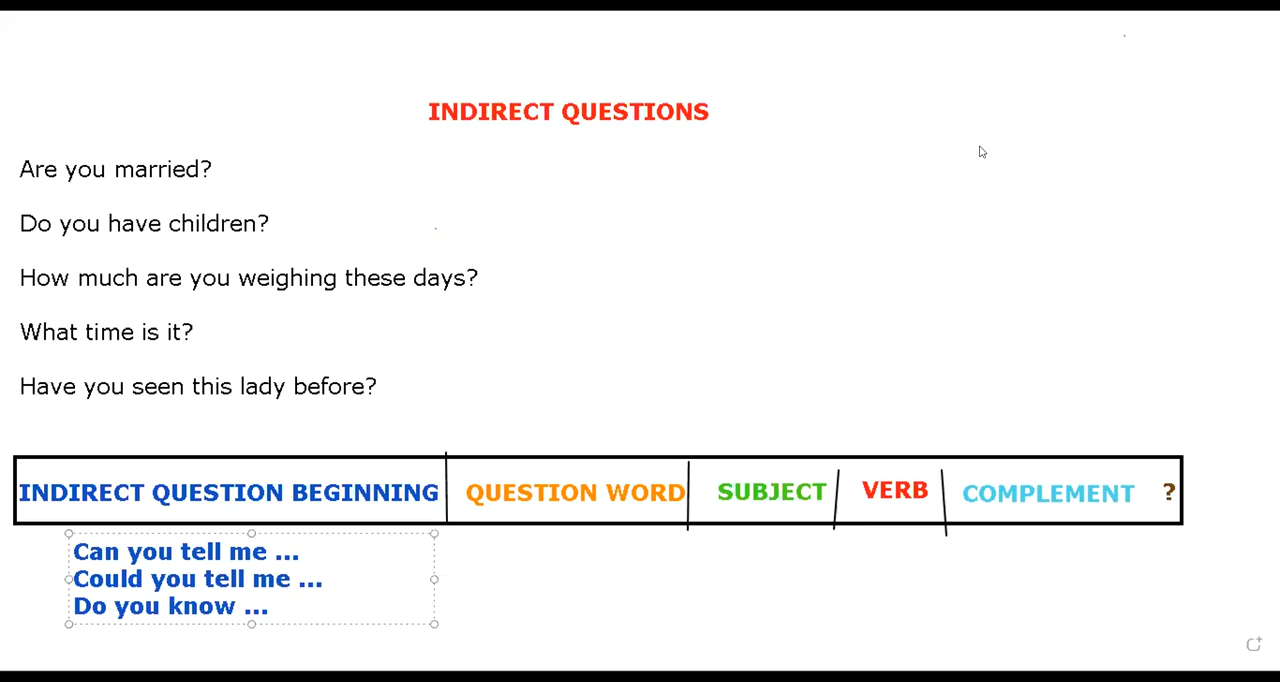 INDIRECT QUESTIONS
Are you married?
Do you have children?
How much are you weighing these days?
What time is it?
Have you seen this lady before?
INDIRECT QUESTION BEGINNING QUESTION WORD SUBJECT VERB COMPLEMENT ?
Can you tell me ...
Could you tell me ...
Do you know ...